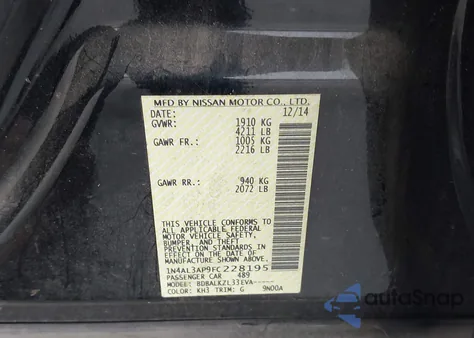 MFD BY NISSAN MOTOR CO., LTD.
DATE: 12/14
GVWR: 1910 KG
4211 LB
GAWR FR.: 1005 KG
2216 LB
GAWR RR.: 940 KG
2072 LB
THIS VEHICLE CONFORMS TO
ALL APPLICABLE FEDERAL
MOTOR VEHICLE SAFETY,
BUMPER, AND THEFT
PREVENTION STANDARDS IN
EFFECT ON THE DATE OF
MANUFACTURE SHOWN ABOVE.
1N4AL3AP9FC228195
PASSENGER CAR 489
MODEL: BDBALKZL33EVA-----
COLOR: KH3 TRIM: G 9N00A
autoSnap